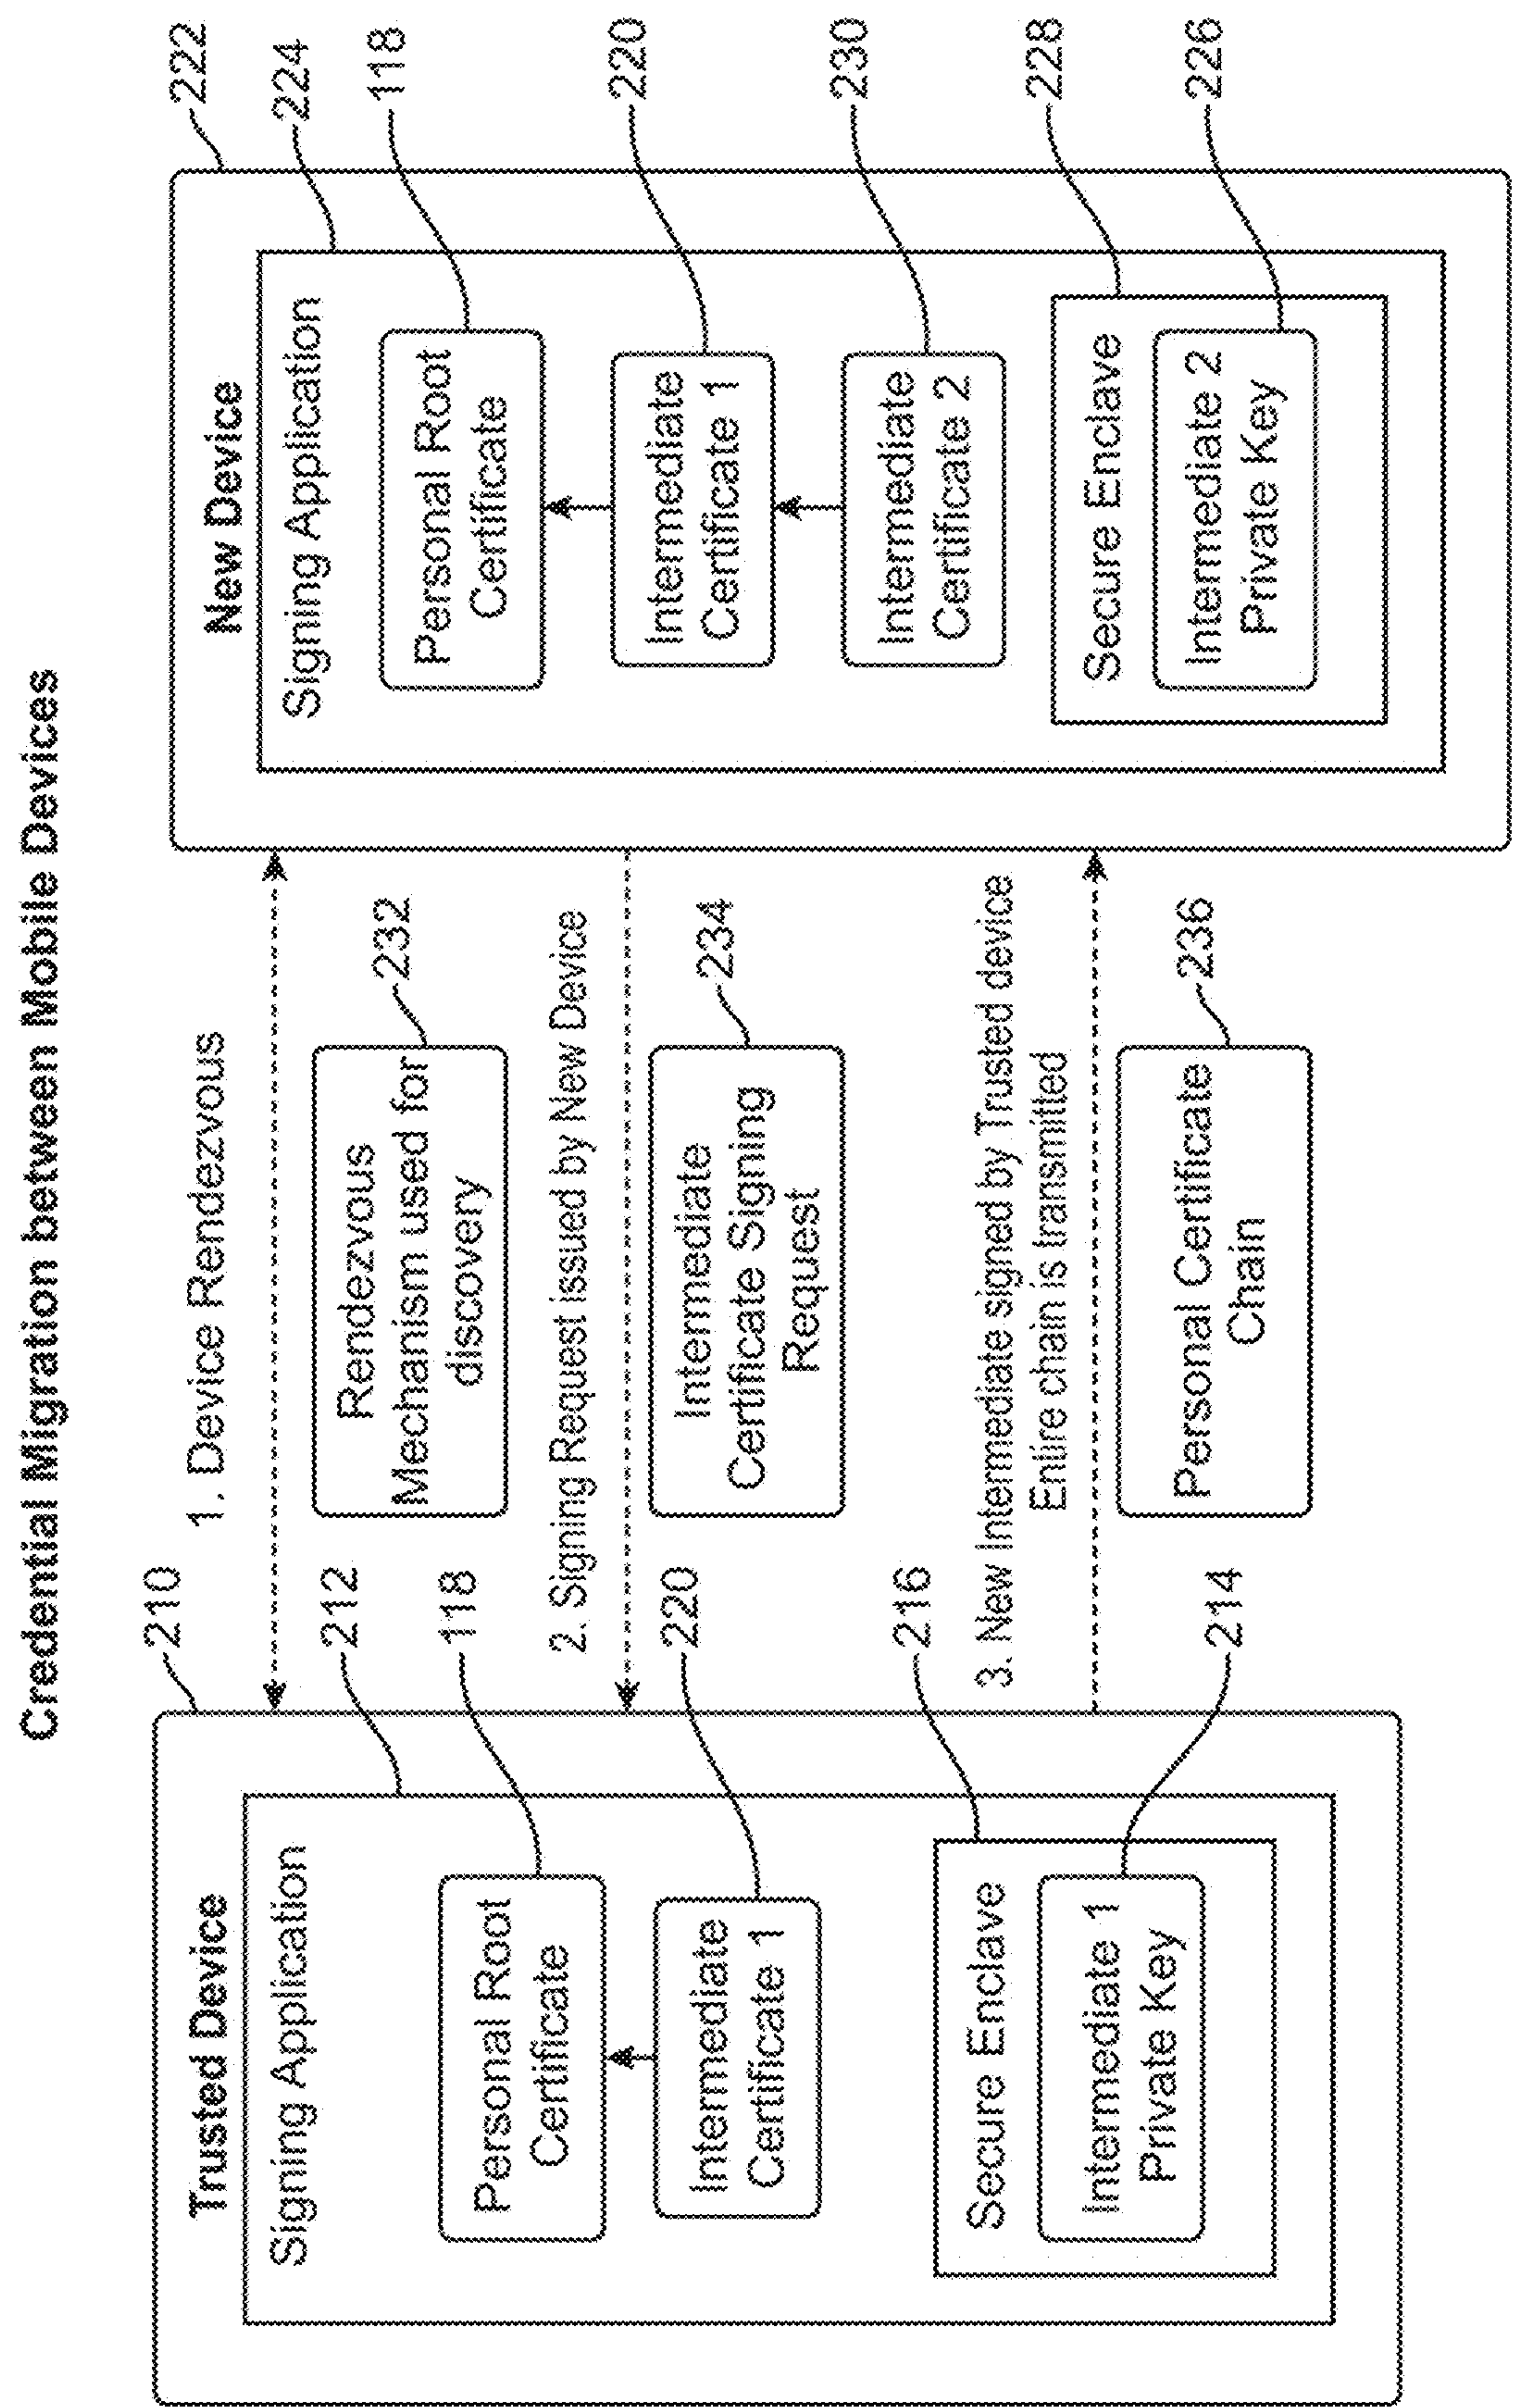 Credential Migration between Mobile Devices
210
Trusted Device
212
Signing Application
118
Personal Root
Certificate
220
Intermediate
Certificate 1
216
Secure Enclave
214
Intermediate 1
Private Key
1. Device Rendezvous
232
Rendezvous
Mechanism used for
discovery
2. Signing Request issued by New Device
234
Intermediate
Certificate Signing
Request
3. New Intermediate signed by Trusted device
Entire chain is transmitted
236
Personal Certificate
Chain
222
New Device
224
Signing Application
118
Personal Root
Certificate
220
Intermediate
Certificate 1
230
Intermediate
Certificate 2
228
Secure Enclave
226
Intermediate 2
Private Key